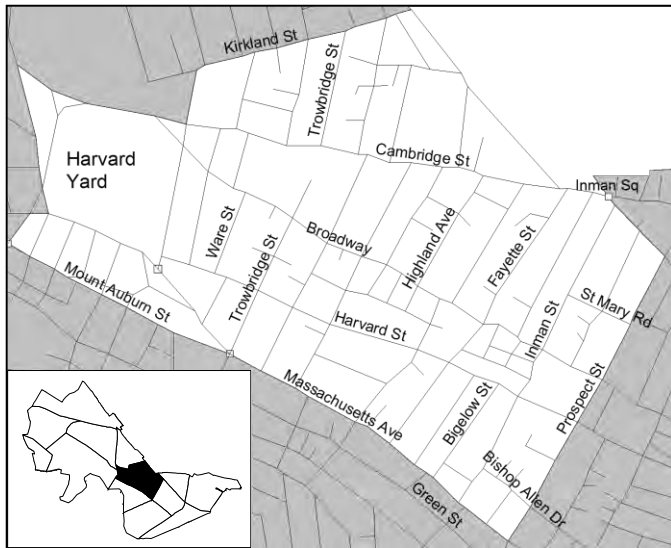 Kirkland St
Trowbridge St
Cambridge St
Harvard
Yard
Inman Sq
Ware St
Trowbridge St
Broadway
Highland Ave
Fayette St
Mount Auburn St
Harvard St
Inman St
St Mary Rd
Massachusetts Ave
Bigelow St
Prospect St
Bishop Allen Dr
Green St